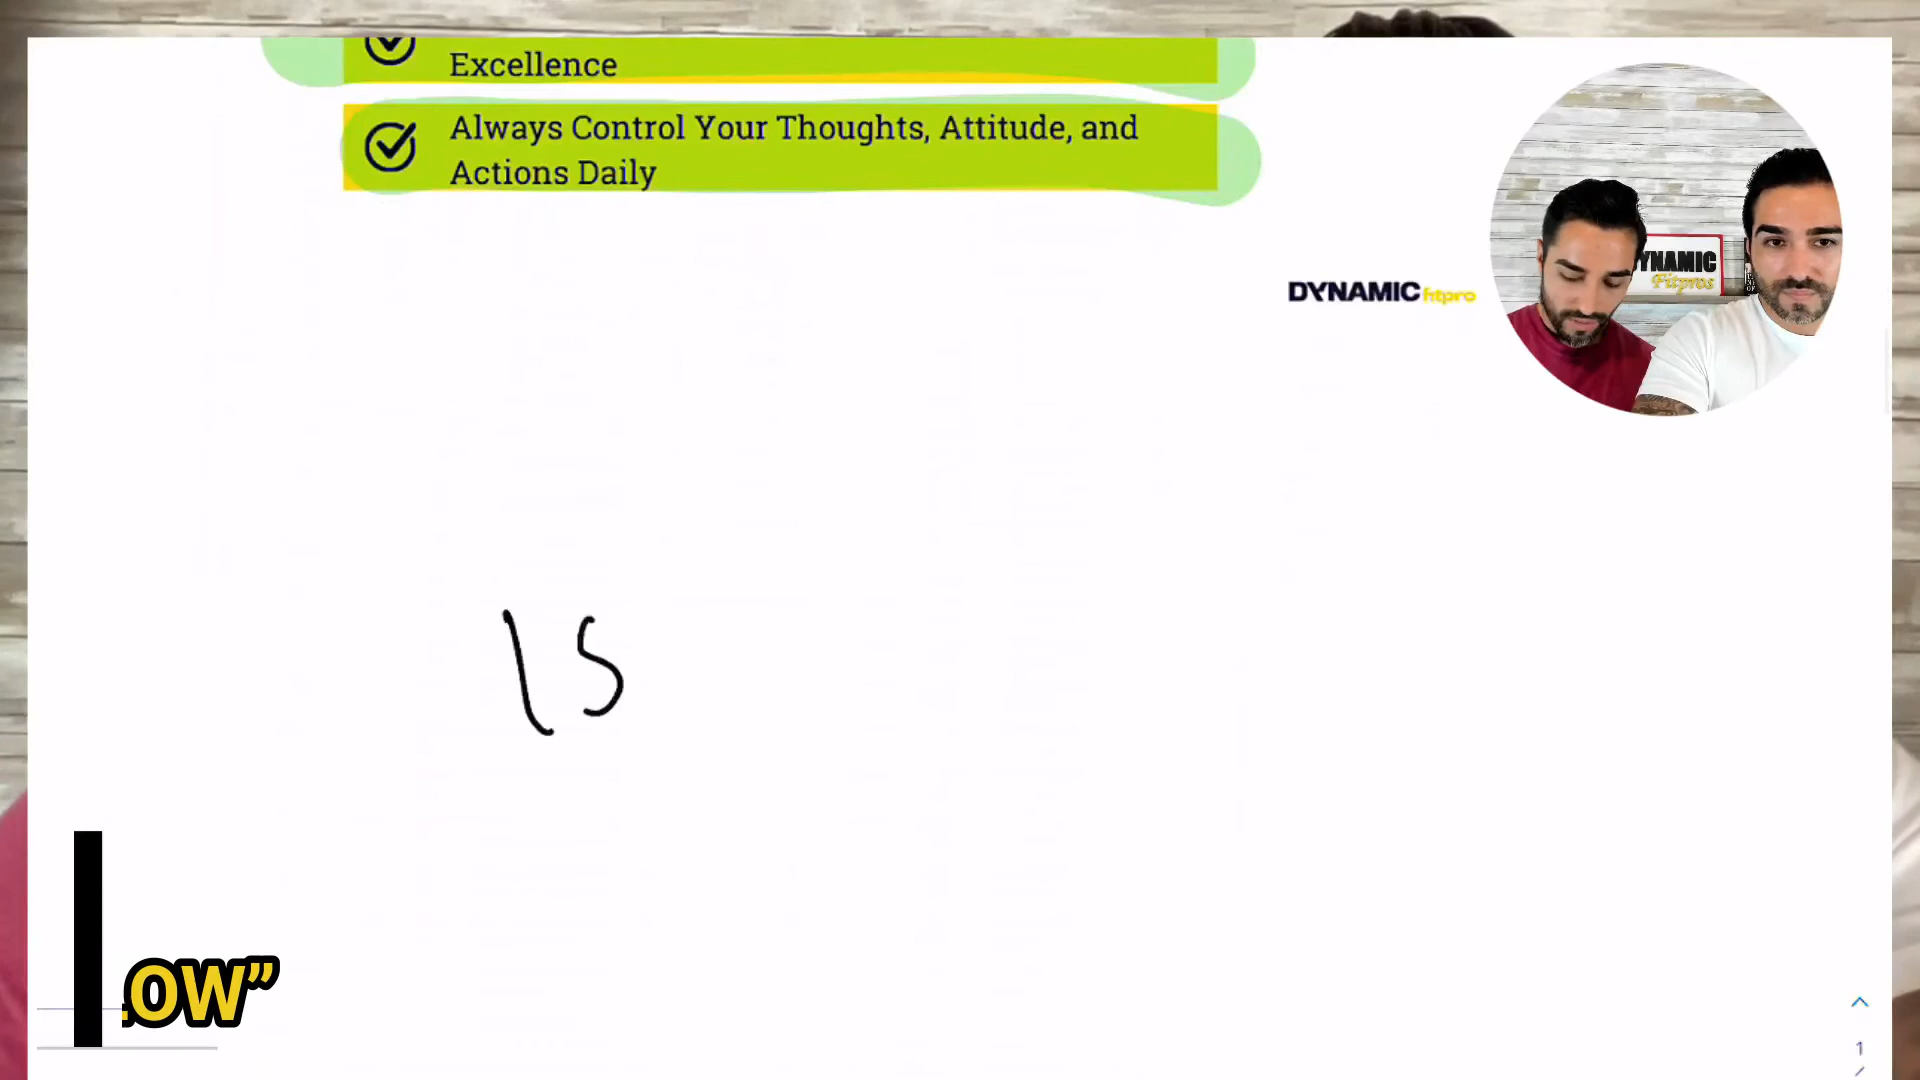 Excellence
Always Control Your Thoughts, Attitude, and
Actions Daily
YNAMIC
Fitpros
DYNAMIC fitpro
15
OW”
1